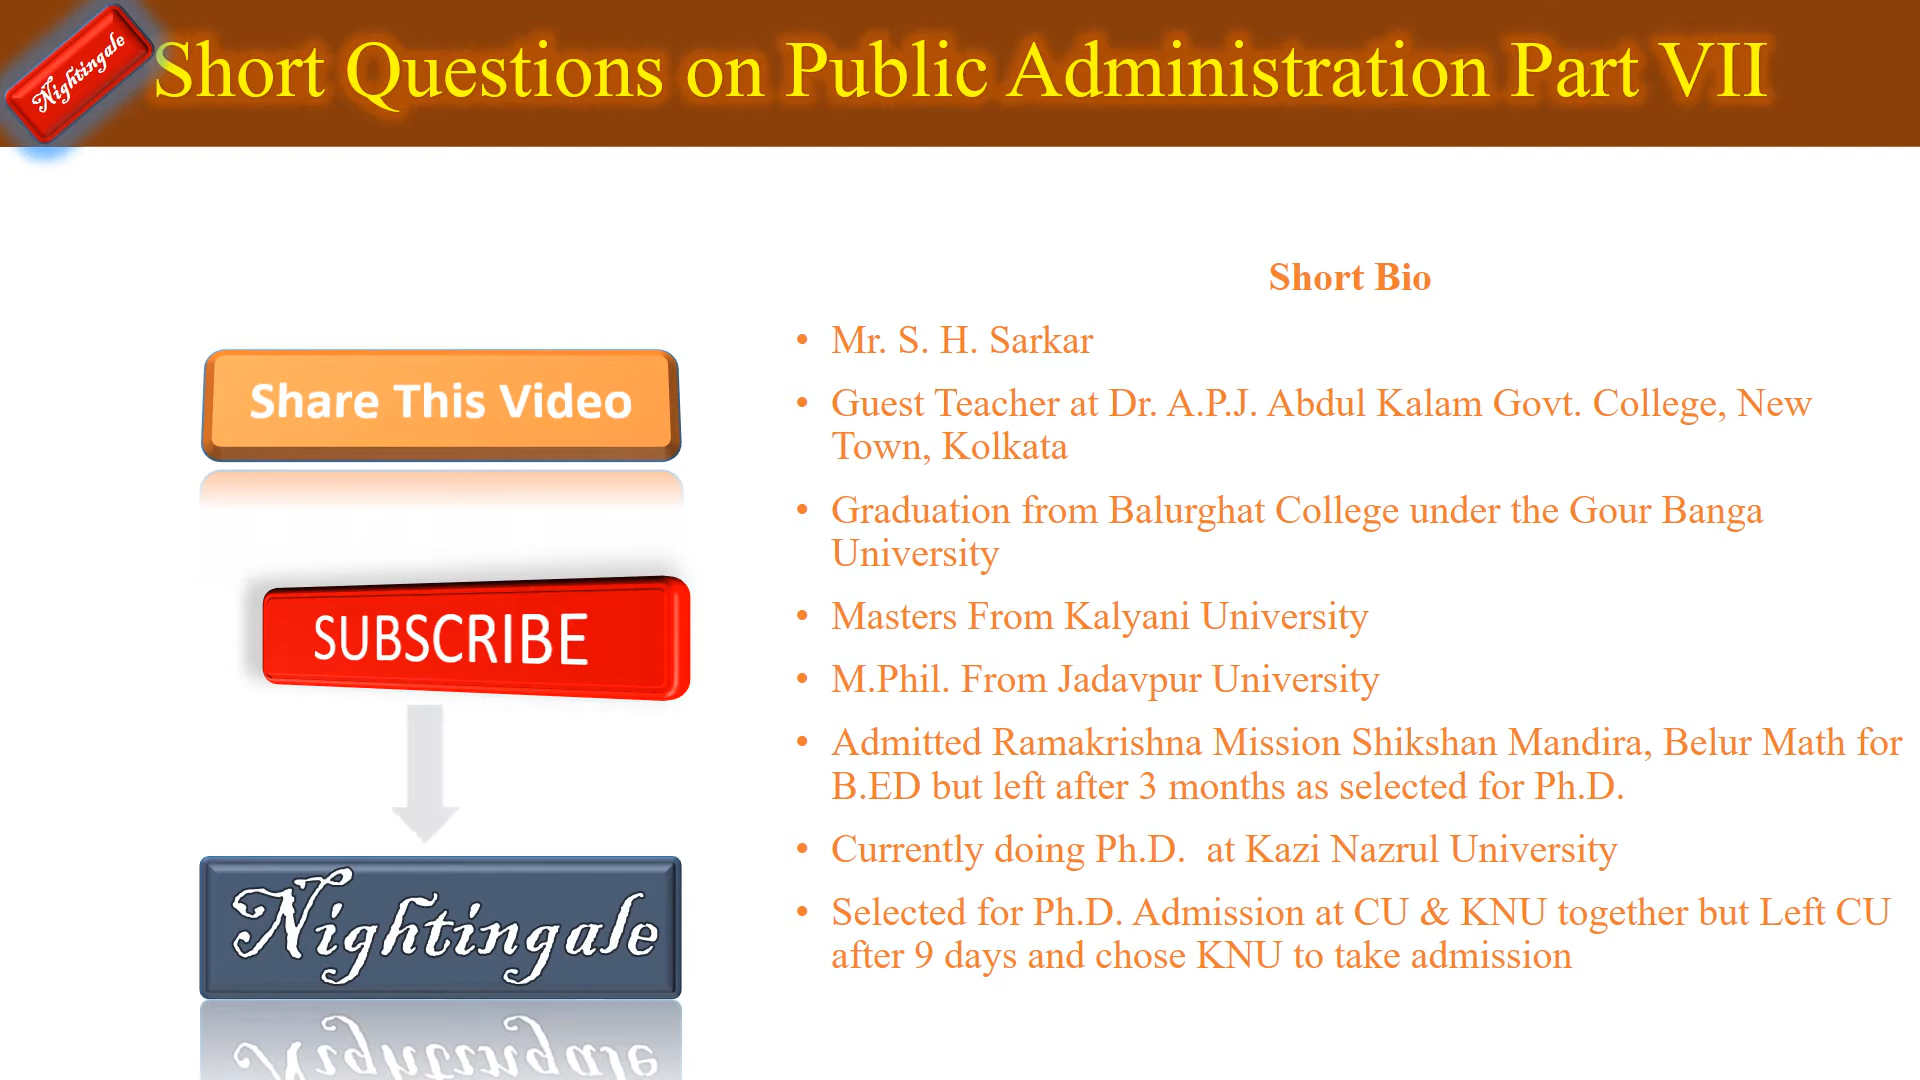 Nightingale
Short Questions on Public Administration Part VII
Share This Video
SUBSCRIBE
Nightingale
Short Bio
• Mr. S. H. Sarkar
• Guest Teacher at Dr. A.P.J. Abdul Kalam Govt. College, New
Town, Kolkata
• Graduation from Balurghat College under the Gour Banga
University
• Masters From Kalyani University
• M.Phil. From Jadavpur University
• Admitted Ramakrishna Mission Shikshan Mandira, Belur Math for
B.ED but left after 3 months as selected for Ph.D.
• Currently doing Ph.D.  at Kazi Nazrul University
• Selected for Ph.D. Admission at CU & KNU together but Left CU
after 9 days and chose KNU to take admission